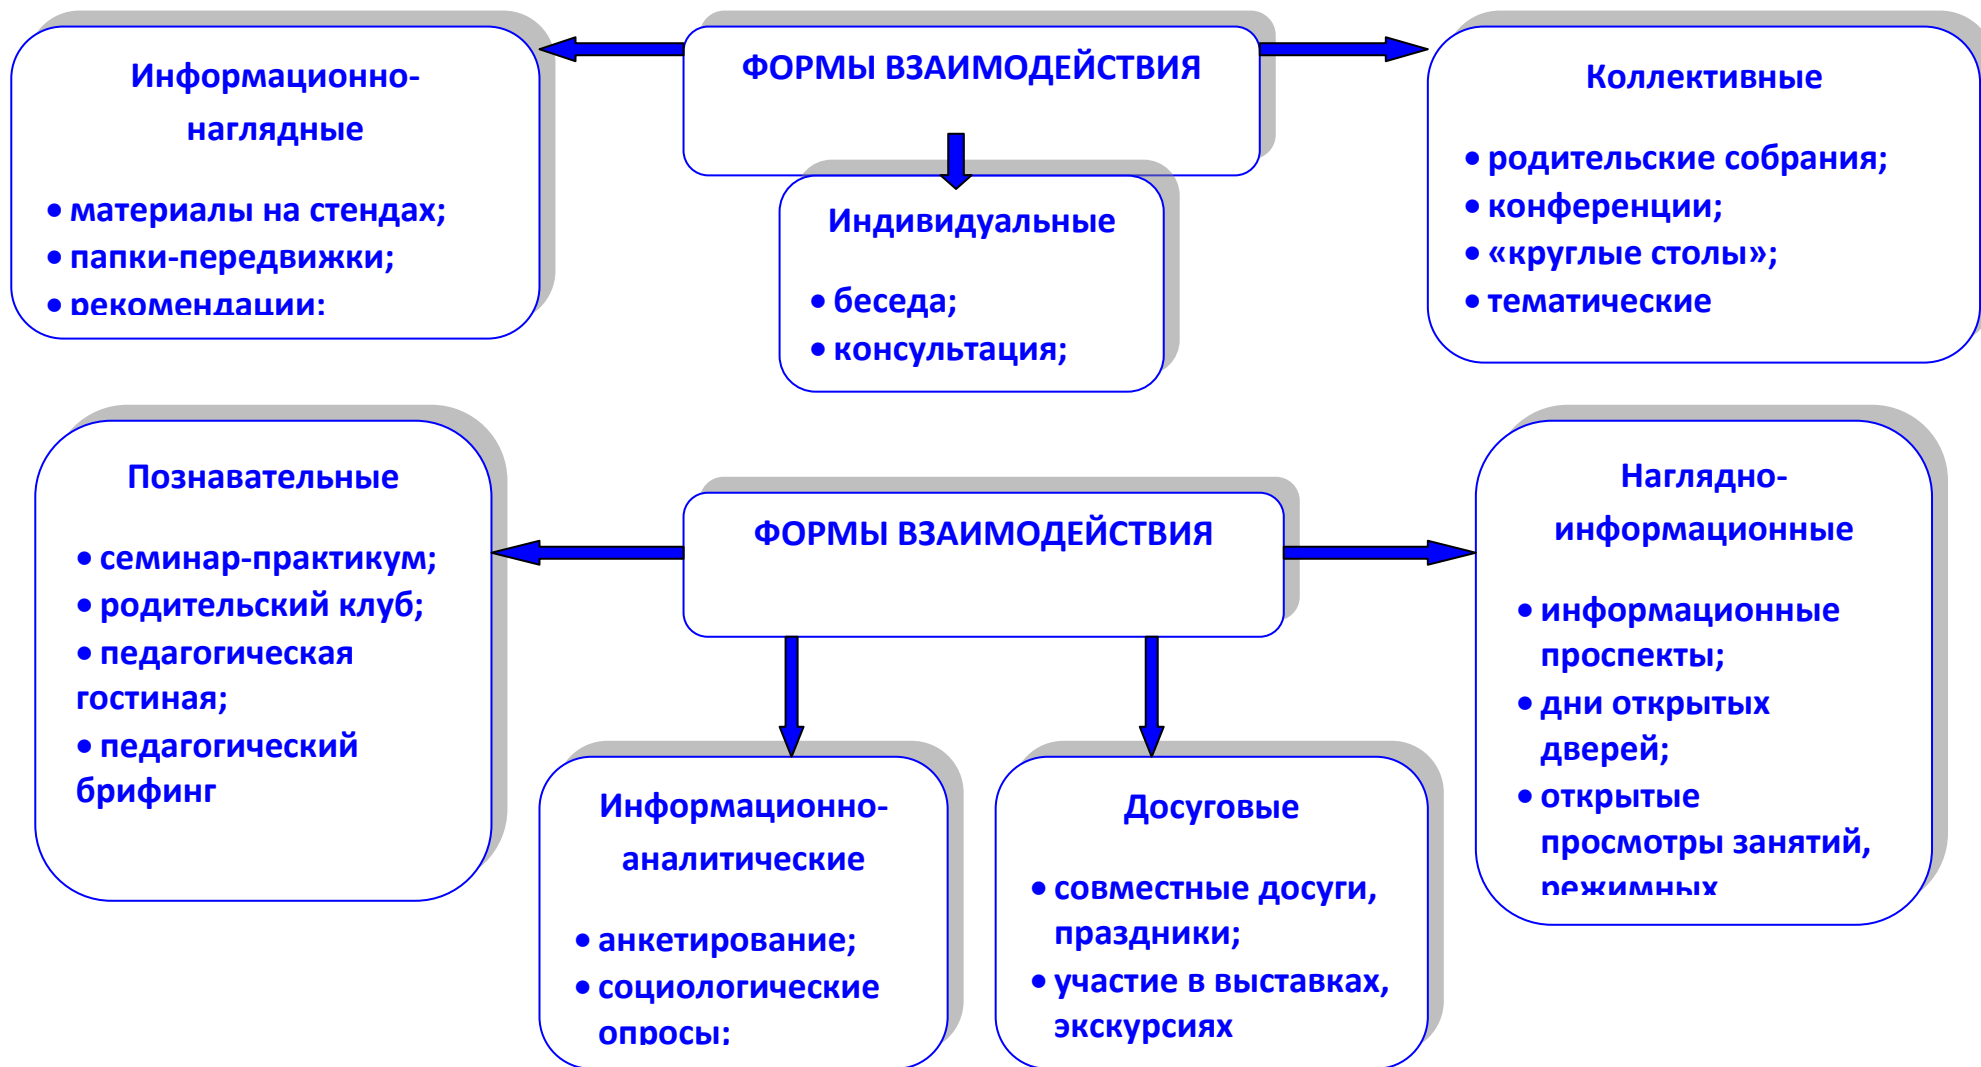 ФОРМЫ ВЗАИМОДЕЙСТВИЯ
Информационно-
наглядные
• материалы на стендах;
• папки-передвижки;
• рекомендации;
Индивидуальные
• беседа;
• консультация;
Коллективные
• родительские собрания;
• конференции;
• «круглые столы»;
• тематические
ФОРМЫ ВЗАИМОДЕЙСТВИЯ
Познавательные
• семинар-практикум;
• родительский клуб;
• педагогическая
гостиная;
• педагогический
брифинг
Информационно-
аналитические
• анкетирование;
• социологические
опросы;
Досуговые
• совместные досуги,
праздники;
• участие в выставках,
экскурсиях
Наглядно-
информационные
• информационные
проспекты;
• дни открытых
дверей;
• открытые
просмотры занятий,
режимных